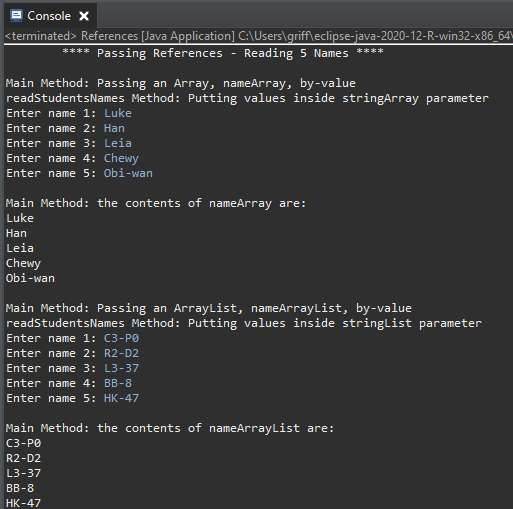 Console
<terminated> References [Java Application] C:\Users\griff\eclipse-java-2020-12-R-win32-x86_64\
**** Passing References - Reading 5 Names ****
Main Method: Passing an Array, nameArray, by-value
readStudentsNames Method: Putting values inside stringArray parameter
Enter name 1: Luke
Enter name 2: Han
Enter name 3: Leia
Enter name 4: Chewy
Enter name 5: Obi-wan
Main Method: the contents of nameArray are:
Luke
Han
Leia
Chewy
Obi-wan
Main Method: Passing an ArrayList, nameArrayList, by-value
readStudentsNames Method: Putting values inside stringList parameter
Enter name 1: C3-P0
Enter name 2: R2-D2
Enter name 3: L3-37
Enter name 4: BB-8
Enter name 5: HK-47
Main Method: the contents of nameArrayList are:
C3-P0
R2-D2
L3-37
BB-8
HK-47